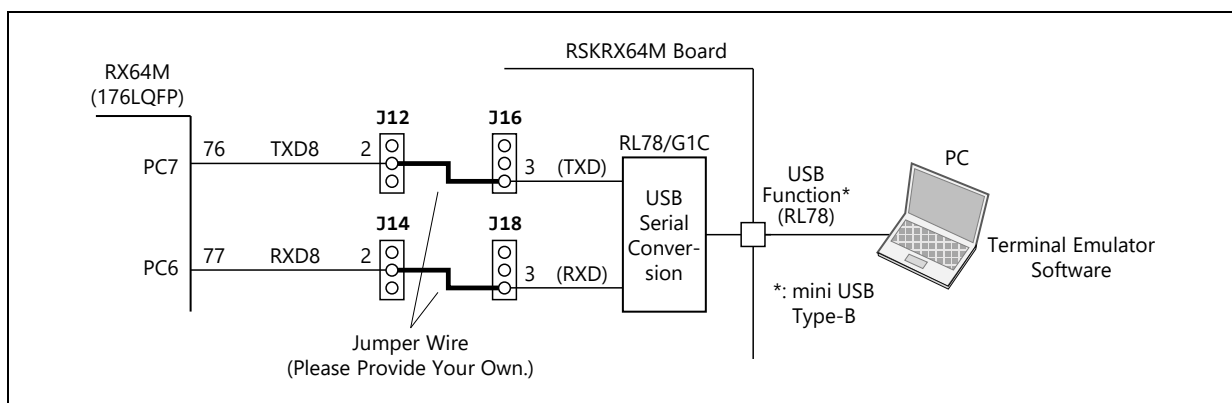 RSKRX64M Board
RX64M
(176LQFP)
J12
J16
RL78/G1C
PC7
76
TXD8
2
3
(TXD)
USB
Serial
Conver-
sion
USB
Function*
(RL78)
PC
J14
J18
PC6
77
RXD8
2
3
(RXD)
Terminal Emulator
Software
*: mini USB
Type-B
Jumper Wire
(Please Provide Your Own.)